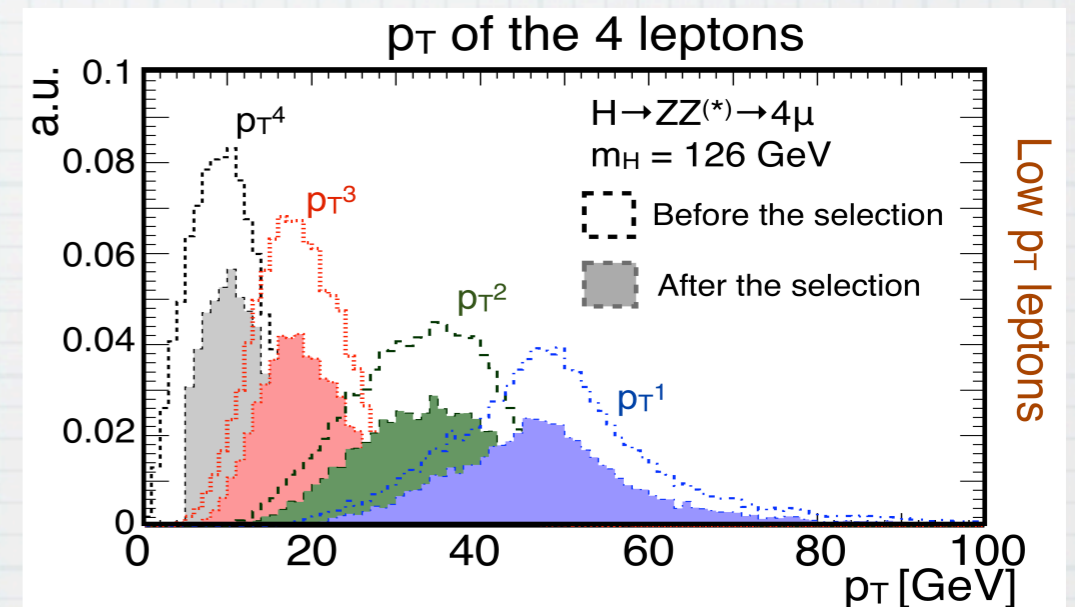 pT of the 4 leptons
a.u.
0.1
0.08
0.06
0.04
0.02
0
pT⁴
pT³
pT²
pT¹
H→ZZ(*)→4μ
mH = 126 GeV
Before the selection
After the selection
0 20 40 60 80 100
pT [GeV]
Low pT leptons